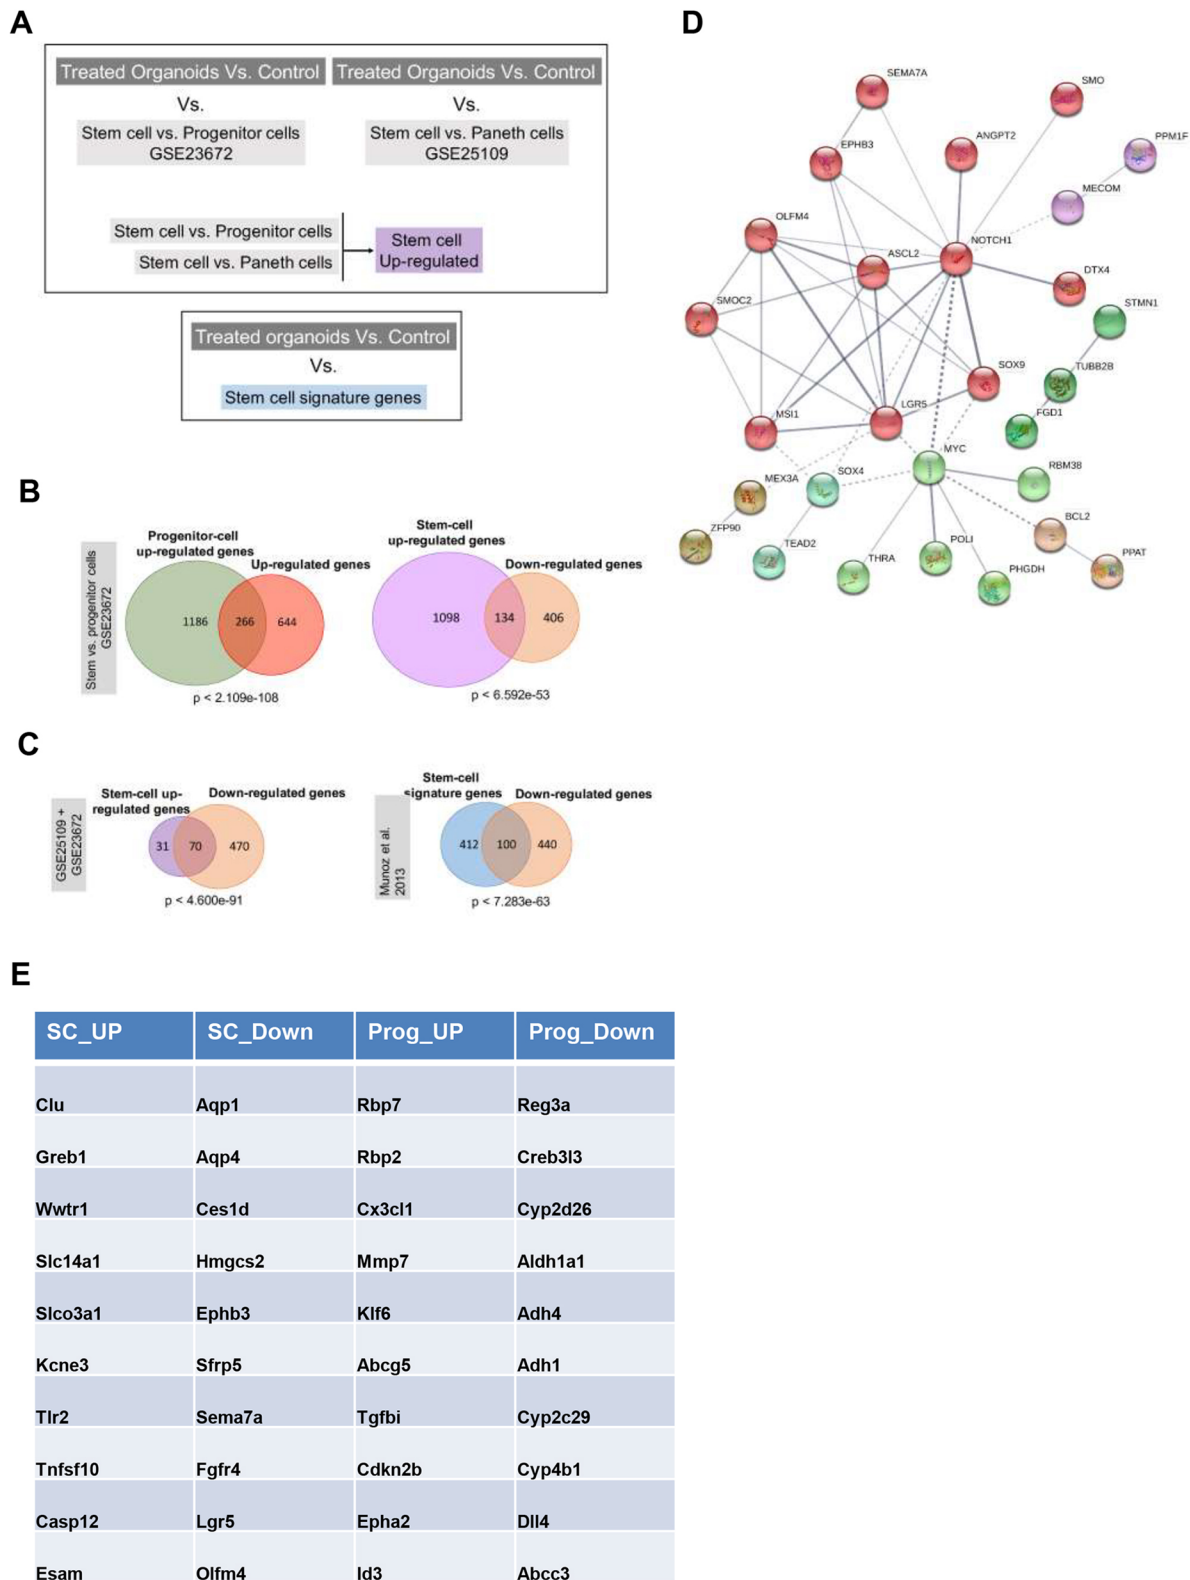 A
Treated Organoids Vs. Control
Treated Organoids Vs. Control
Vs.
Vs.
Stem cell vs. Progenitor cells
GSE23672
Stem cell vs. Paneth cells
GSE25109
Stem cell vs. Progenitor cells
Stem cell vs. Paneth cells
Stem cell
Up-regulated
Treated organoids Vs. Control
Vs.
Stem cell signature genes
B
Stem vs. progenitor cells
GSE23672
Progenitor-cell
up-regulated genes
Up-regulated genes
1186
266
644
p < 2.109e-108
Stem-cell
up-regulated genes
Down-regulated genes
1098
134
406
p < 6.592e-53
C
GSE25109 +
GSE23672
Stem-cell up-
regulated genes
Down-regulated genes
31
70
470
p < 4.600e-91
Munoz et al.
2013
Stem-cell
signature genes
Down-regulated genes
412
100
440
p < 7.283e-63
D
SEMA7A
SMO
ANGPT2
PPM1F
EPHB3
MECOM
OLFM4
NOTCH1
ASCL2
DTX4
SMOC2
STMN1
SOX9
TUBB2B
LGR5
FGD1
MSI1
MYC
RBM38
MEX3A
SOX4
BCL2
ZFP90
TEAD2
THRA
POLI
PHGDH
PPAT
E
SC_UP SC_Down Prog_UP Prog_Down
Clu Aqp1 Rbp7 Reg3a
Greb1 Aqp4 Rbp2 Creb3l3
Wwtr1 Ces1d Cx3cl1 Cyp2d26
Slc14a1 Hmgcs2 Mmp7 Aldh1a1
Slco3a1 Ephb3 Klf6 Adh4
Kcne3 Sfrp5 Abcg5 Adh1
Tlr2 Sema7a Tgfbi Cyp2c29
Tnfsf10 Fgfr4 Cdkn2b Cyp4b1
Casp12 Lgr5 Epha2 Dll4
Esam Olfm4 Id3 Abcc3